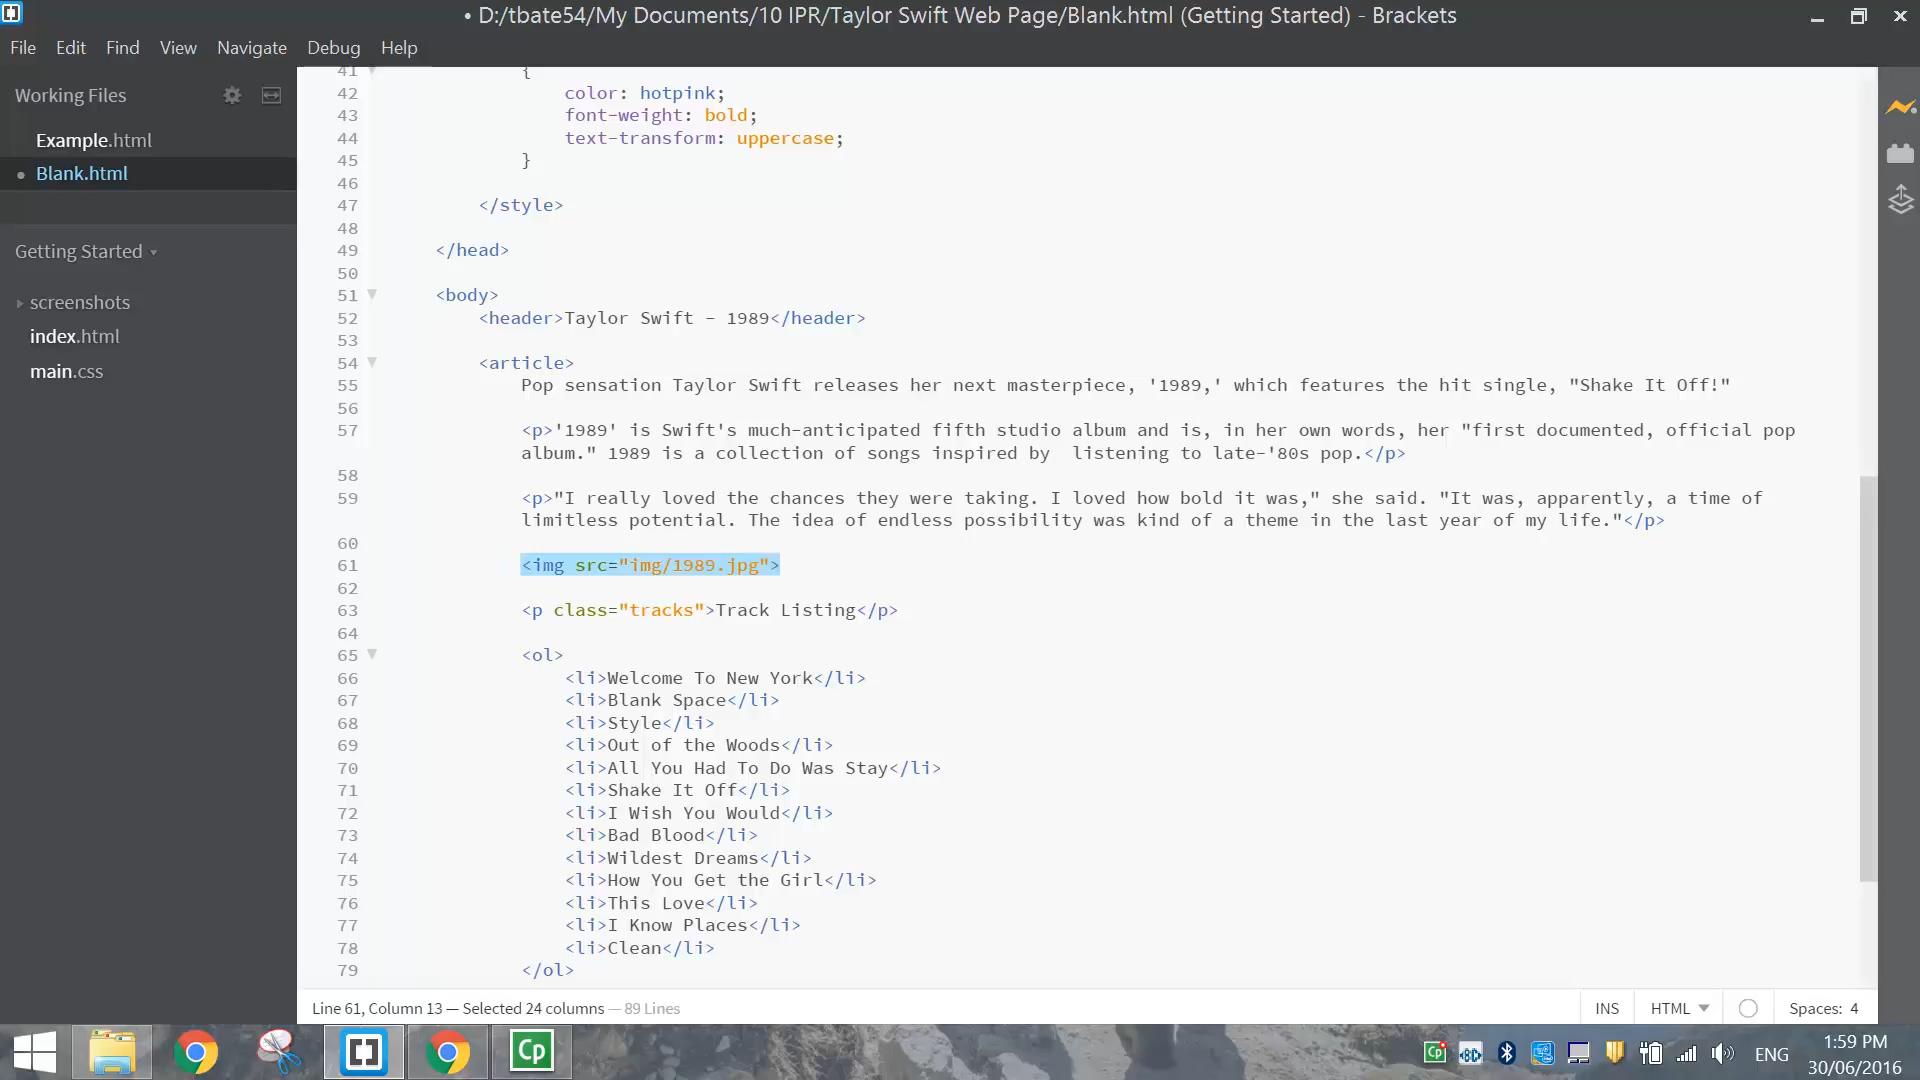 • D:/tbate54/My Documents/10 IPR/Taylor Swift Web Page/Blank.html (Getting Started) - Brackets
File Edit Find View Navigate Debug Help
Working Files
Example.html
• Blank.html
Getting Started
screenshots
index.html
main.css
41 {
42 color: hotpink;
43 font-weight: bold;
44 text-transform: uppercase;
45 }
46
47 </style>
48
49 </head>
50
51 <body>
52 <header>Taylor Swift - 1989</header>
53
54 <article>
55 Pop sensation Taylor Swift releases her next masterpiece, '1989,' which features the hit single, "Shake It Off!"
56
57 <p>'1989' is Swift's much-anticipated fifth studio album and is, in her own words, her "first documented, official pop
album." 1989 is a collection of songs inspired by  listening to late-'80s pop.</p>
58
59 <p>"I really loved the chances they were taking. I loved how bold it was," she said. "It was, apparently, a time of
limitless potential. The idea of endless possibility was kind of a theme in the last year of my life."</p>
60
61 <img src="img/1989.jpg">
62
63 <p class="tracks">Track Listing</p>
64
65 <ol>
66 <li>Welcome To New York</li>
67 <li>Blank Space</li>
68 <li>Style</li>
69 <li>Out of the Woods</li>
70 <li>All You Had To Do Was Stay</li>
71 <li>Shake It Off</li>
72 <li>I Wish You Would</li>
73 <li>Bad Blood</li>
74 <li>Wildest Dreams</li>
75 <li>How You Get the Girl</li>
76 <li>This Love</li>
77 <li>I Know Places</li>
78 <li>Clean</li>
79 </ol>
Line 61, Column 13 — Selected 24 columns — 89 Lines
INS HTML Spaces: 4
Cp
Cp
ENG
1:59 PM
30/06/2016